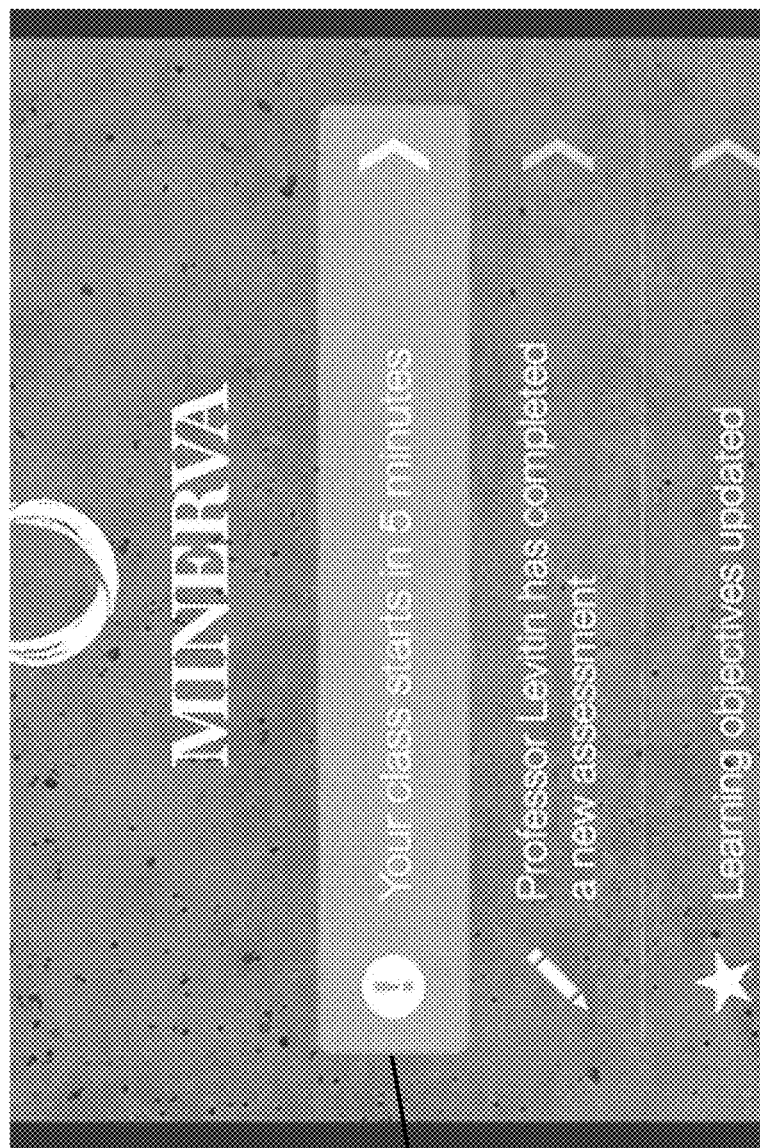 MINERVA
Your class starts in 5 minutes
Professor Levitin has completed
a new assessment
Learning objectives updated